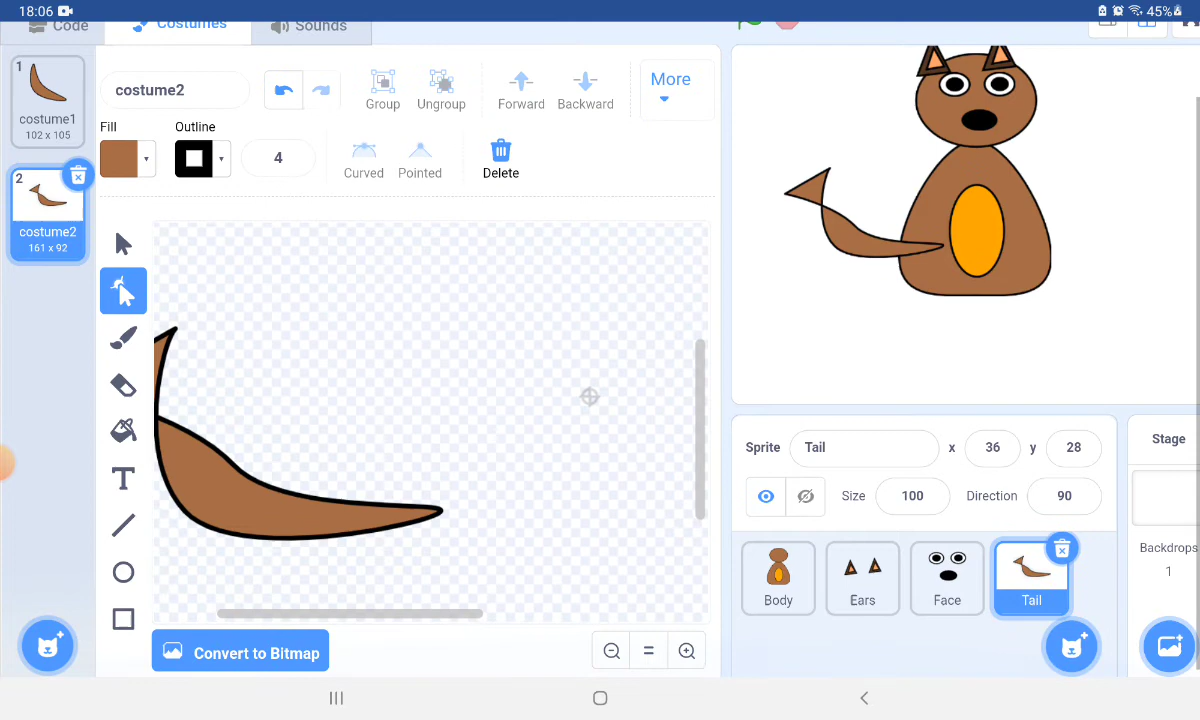 18:06
45%
Code
Costumes
Sounds
1
costume1
102 x 105
2
costume2
161 x 92
costume2
Group
Ungroup
Forward
Backward
More
Fill
Outline
4
Curved
Pointed
Delete
T
Convert to Bitmap
=
Sprite
Tail
x
36
y
28
Size
100
Direction
90
Body
Ears
Face
Tail
Stage
Backdrops
1